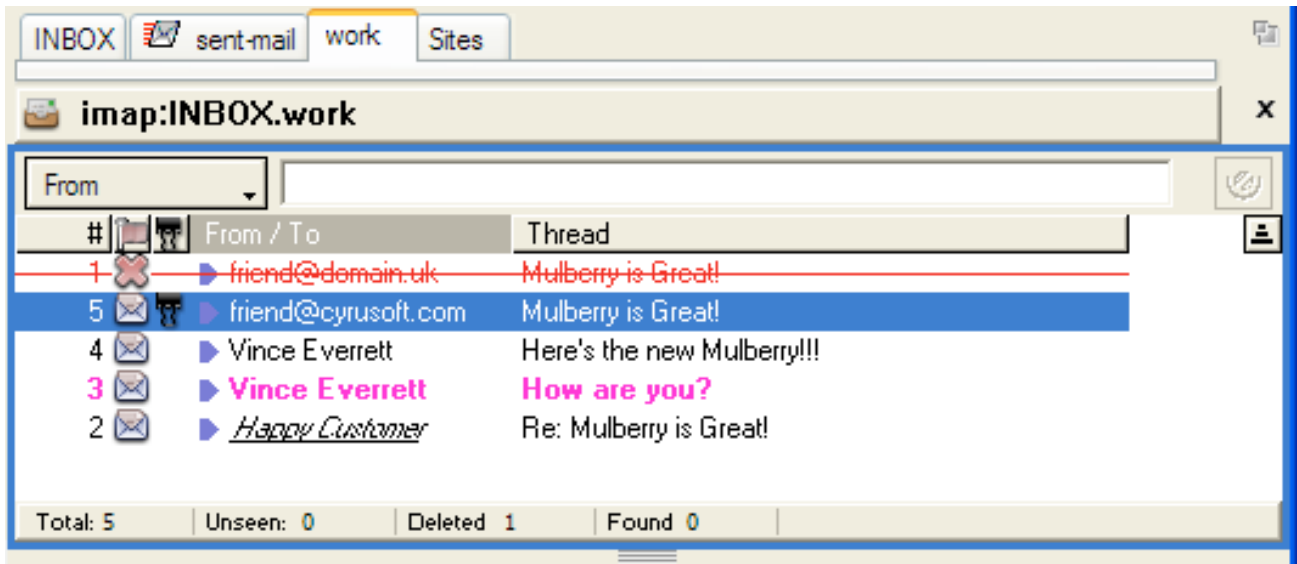 INBOX sent-mail work Sites
imap:INBOX.work x
From
# From / To Thread
1 friend@domain.uk Mulberry is Great!
5 friend@cyrusoft.com Mulberry is Great!
4 Vince Everrett Here's the new Mulberry!!!
3 Vince Everrett How are you?
2 Happy Customer Re: Mulberry is Great!
Total: 5 Unseen: 0 Deleted 1 Found 0